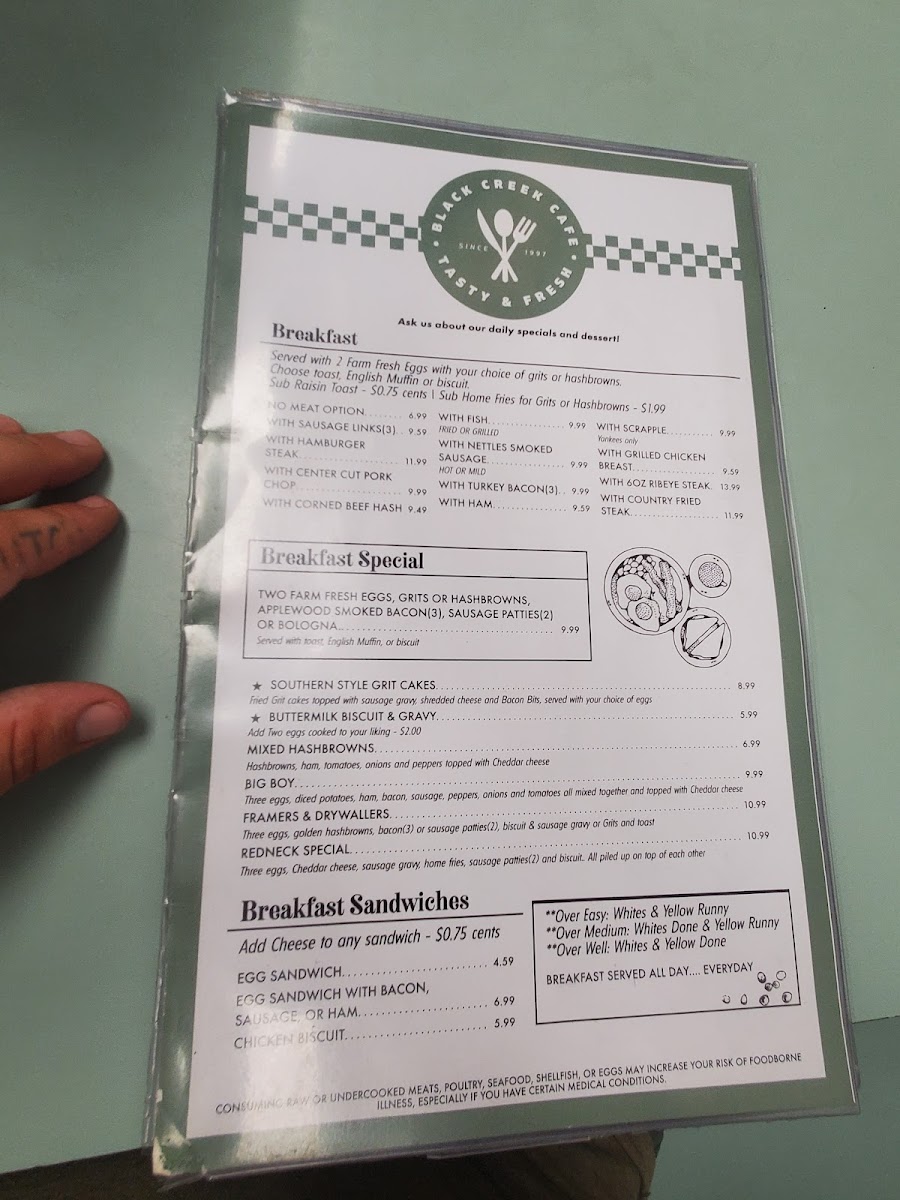 BLACK CREEK CAFE
SINCE 1997
TASTY & FRESH
Ask us about our daily specials and dessert!
Breakfast
Served with 2 Farm Fresh Eggs with your choice of grits or hashbrowns.
Choose toast, English Muffin or biscuit.
Sub Raisin Toast - $0.75 cents | Sub Home Fries for Grits or Hashbrowns - $1.99
NO MEAT OPTION........ 6.99
WITH SAUSAGE LINKS(3).. 9.59
WITH HAMBURGER
STEAK........................ 11.99
WITH CENTER CUT PORK
CHOP........................ 9.99
WITH CORNED BEEF HASH 9.49
WITH FISH.................. 9.99
FRIED OR GRILLED
WITH NETTLES SMOKED
SAUSAGE.................. 9.99
HOT OR MILD
WITH TURKEY BACON(3).. 9.99
WITH HAM.................. 9.59
WITH SCRAPPLE........... 9.99
Yankees only
WITH GRILLED CHICKEN
BREAST..................... 9.59
WITH 6OZ RIBEYE STEAK. 13.99
WITH COUNTRY FRIED
STEAK........................ 11.99
Breakfast Special
TWO FARM FRESH EGGS, GRITS OR HASHBROWNS,
APPLEWOOD SMOKED BACON(3), SAUSAGE PATTIES(2)
OR BOLOGNA.................................................. 9.99
Served with toast, English Muffin, or biscuit
★ SOUTHERN STYLE GRIT CAKES.................................................. 8.99
Fried Grit cakes topped with sausage gravy, shredded cheese and Bacon Bits, served with your choice of eggs
★ BUTTERMILK BISCUIT & GRAVY.................................................. 5.99
Add Two eggs cooked to your liking - $2.00
MIXED HASHBROWNS.................................................. 6.99
Hashbrowns, ham, tomatoes, onions and peppers topped with Cheddar cheese
BIG BOY.................................................. 9.99
Three eggs, diced potatoes, ham, bacon, sausage, peppers, onions and tomatoes all mixed together and topped with Cheddar cheese
FRAMERS & DRYWALLERS.................................................. 10.99
Three eggs, golden hashbrowns, bacon(3) or sausage patties(2), biscuit & sausage gravy or Grits and toast
REDNECK SPECIAL.................................................. 10.99
Three eggs, Cheddar cheese, sausage gravy, home fries, sausage patties(2) and biscuit. All piled up on top of each other
Breakfast Sandwiches
Add Cheese to any sandwich - $0.75 cents
EGG SANDWICH........................ 4.59
EGG SANDWICH WITH BACON,
SAUSAGE, OR HAM..................... 6.99
CHICKEN BISCUIT........................ 5.99
**Over Easy: Whites & Yellow Runny
**Over Medium: Whites Done & Yellow Runny
**Over Well: Whites & Yellow Done
BREAKFAST SERVED ALL DAY.... EVERYDAY
CONSUMING RAW OR UNDERCOOKED MEATS, POULTRY, SEAFOOD, SHELLFISH, OR EGGS MAY INCREASE YOUR RISK OF FOODBORNE
ILLNESS, ESPECIALLY IF YOU HAVE CERTAIN MEDICAL CONDITIONS.